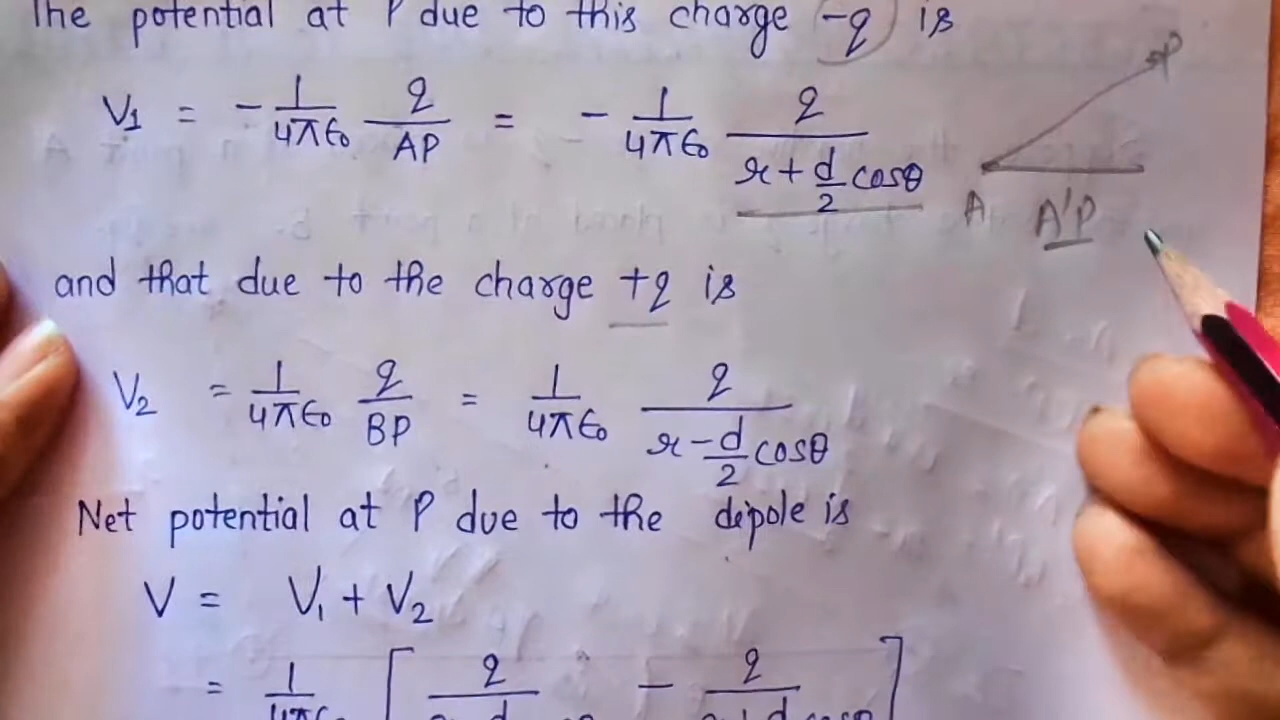 The potential at P due to this charge -q is
V1 = - 1/4πϵ0 q/AP = - 1/4πϵ0 q/(r + d/2 cosθ)
P
A A'P
and that due to the charge +q is
V2 = 1/4πϵ0 q/BP = 1/4πϵ0 q/(r - d/2 cosθ)
Net potential at P due to the dipole is
V = V1 + V2
= 1/4πϵ0 [ q/ - q/ ]